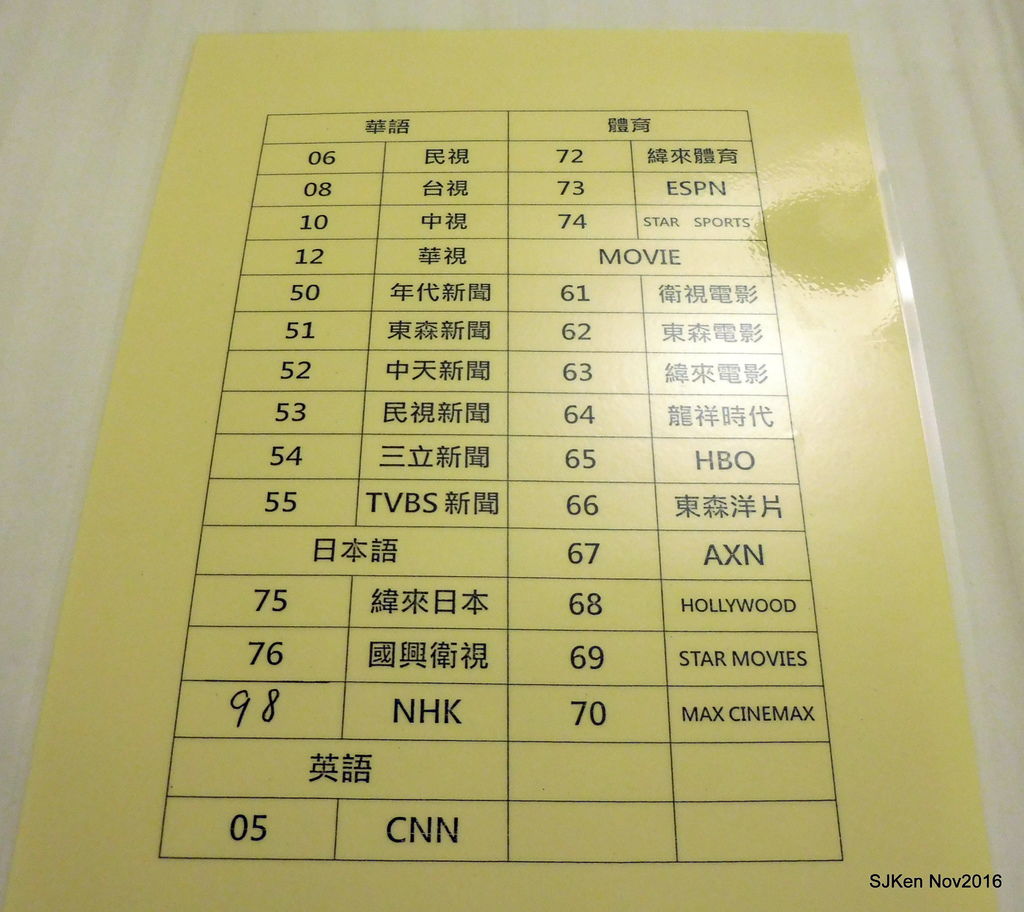 華語 體育
06 民視 72 緯來體育
08 台視 73 ESPN
10 中視 74 STAR SPORTS
12 華視 MOVIE
50 年代新聞 61 衛視電影
51 東森新聞 62 東森電影
52 中天新聞 63 緯來電影
53 民視新聞 64 龍祥時代
54 三立新聞 65 HBO
55 TVBS 新聞 66 東森洋片
日本語 67 AXN
75 緯來日本 68 HOLLYWOOD
76 國興衛視 69 STAR MOVIES
98 NHK 70 MAX CINEMAX
英語
05 CNN
SJKen Nov2016